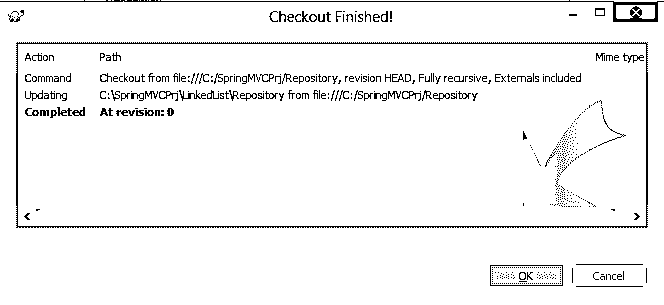 Checkout Finished!
Action Path Mime type
Command Checkout from file:///C:/SpringMVCPrj/Repository, revision HEAD, Fully recursive, Externals included
Updating C:\SpringMVCPrj\LinkedList\Repository from file:///C:/SpringMVCPrj/Repository
Completed At revision: 0
OK Cancel